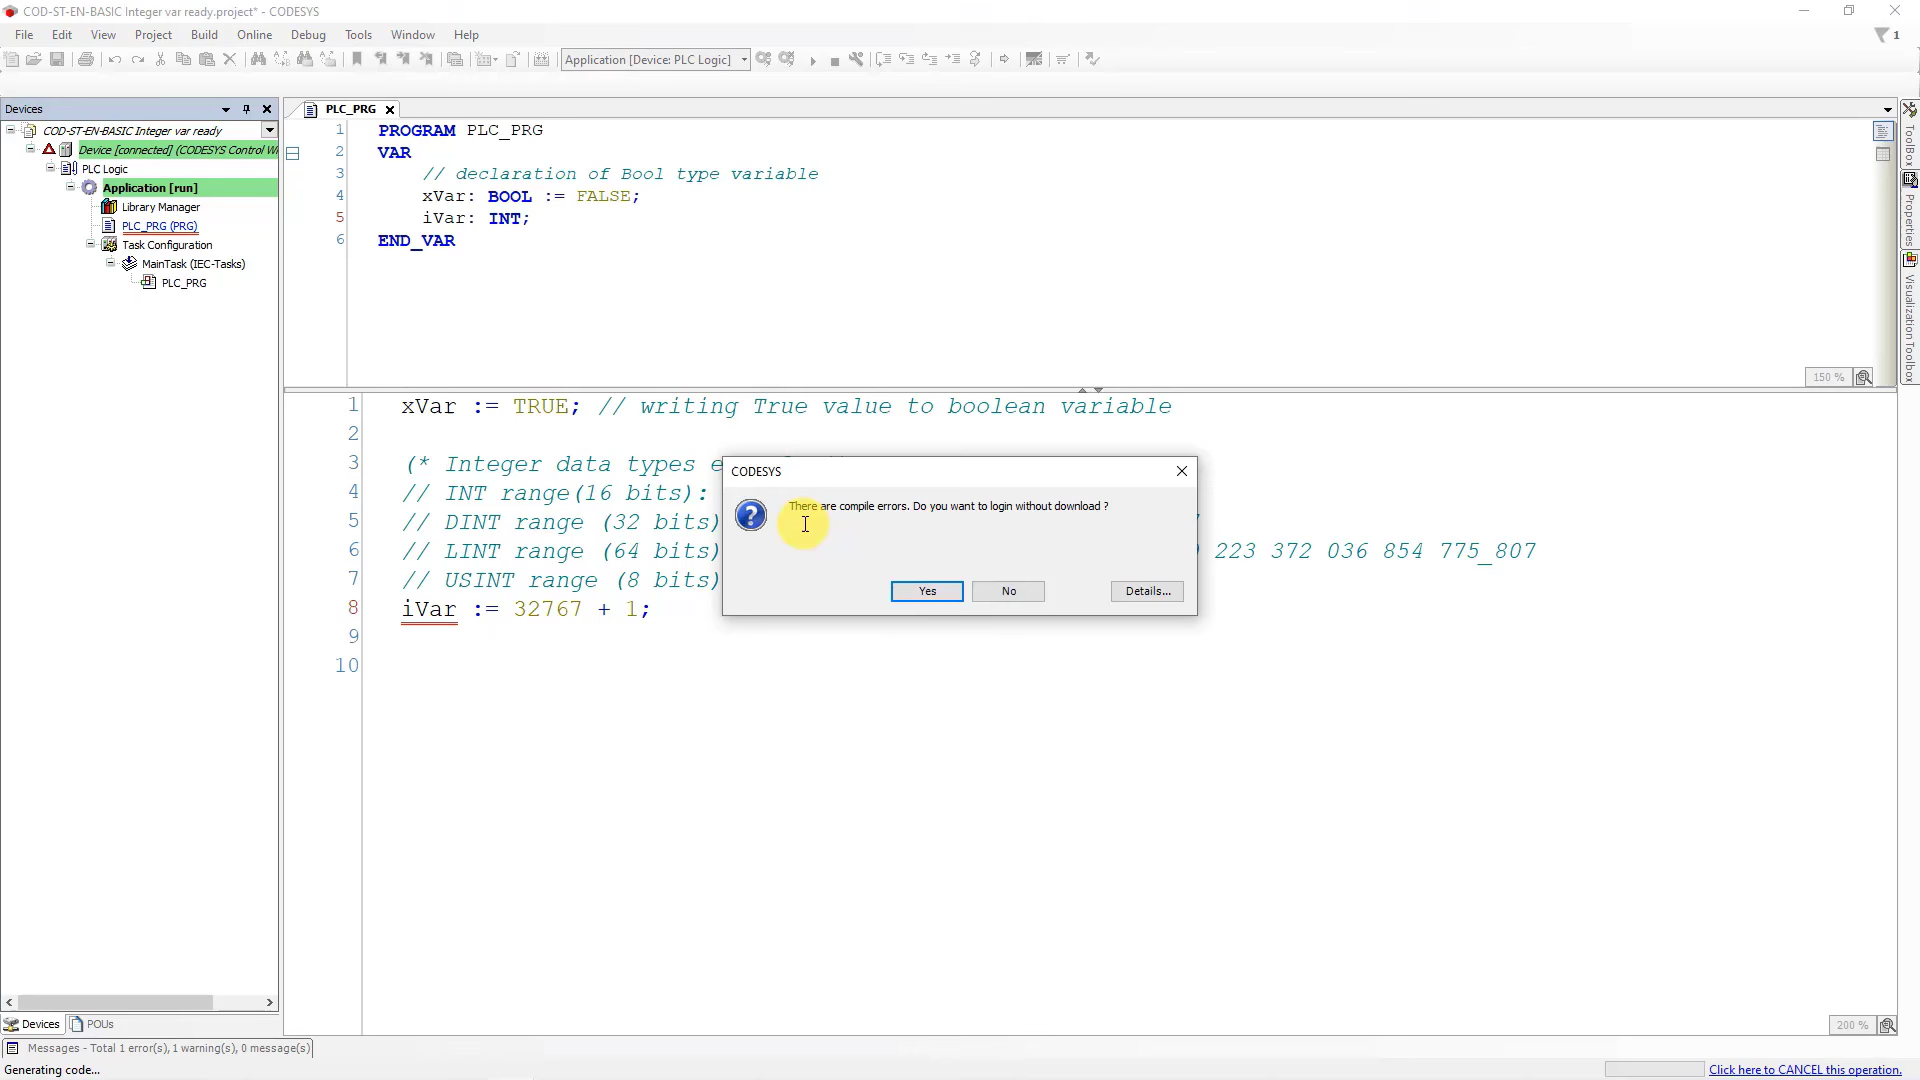 COD-ST-EN-BASIC Integer var ready.project* - CODESYS
File Edit View Project Build Online Debug Tools Window Help
1
Application [Device: PLC Logic]
Devices
COD-ST-EN-BASIC Integer var ready
Device [connected] (CODESYS Control Wi
PLC Logic
Application [run]
Library Manager
PLC_PRG (PRG)
Task Configuration
MainTask (IEC-Tasks)
PLC_PRG
Devices POUs
PLC_PRG
1 PROGRAM PLC_PRG
2 VAR
3 // declaration of Bool type variable
4 xVar: BOOL := FALSE;
5 iVar: INT;
6 END_VAR
150 %
1 xVar := TRUE; // writing True value to boolean variable
2
3 (* Integer data types e
4 // INT range(16 bits):
5 // DINT range (32 bits)
6 // LINT range (64 bits) 223 372 036 854 775_807
7 // USINT range (8 bits)
8 iVar := 32767 + 1;
9
10
200 %
CODESYS
There are compile errors. Do you want to login without download ?
Yes
No
Details...
ToolBox
Properties
Visualization Toolbox
Messages - Total 1 error(s), 1 warning(s), 0 message(s)
Generating code...
Click here to CANCEL this operation.